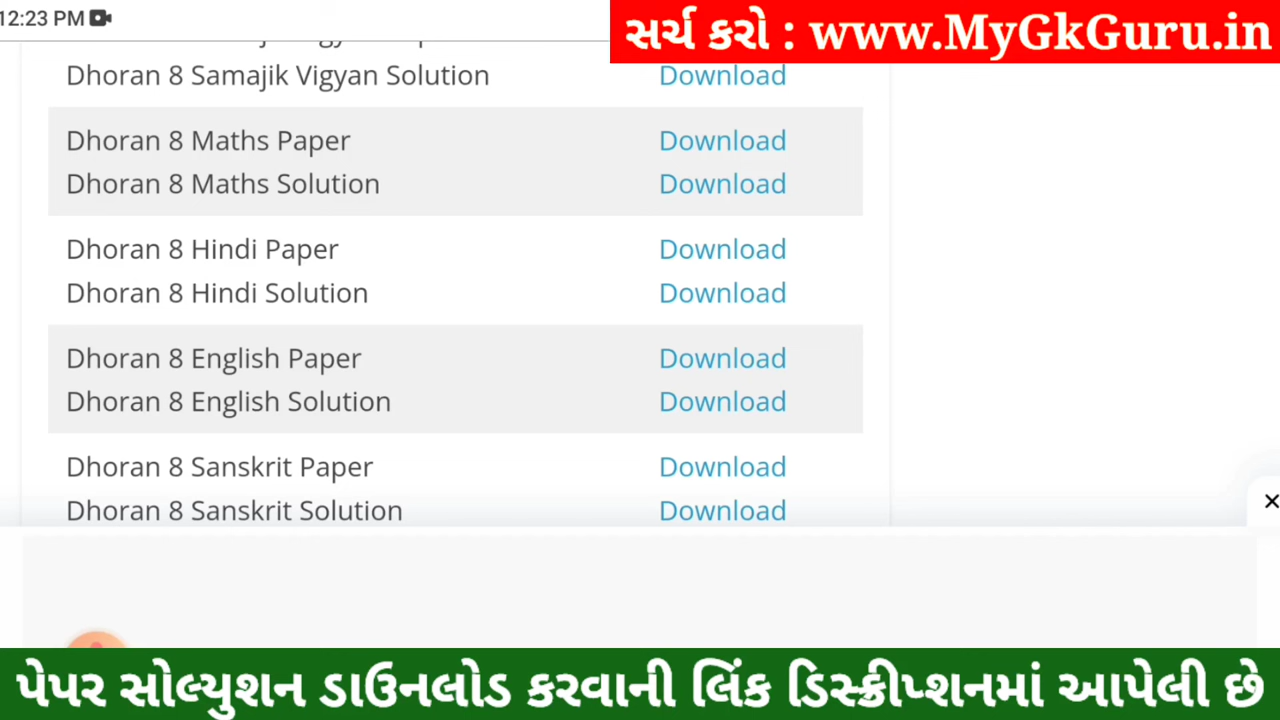 12:23 PM
સર્ચ કરો : www.MyGkGuru.in
Dhoran 8 Samajik Vigyan Solution Download
Dhoran 8 Maths Paper Download
Dhoran 8 Maths Solution Download
Dhoran 8 Hindi Paper Download
Dhoran 8 Hindi Solution Download
Dhoran 8 English Paper Download
Dhoran 8 English Solution Download
Dhoran 8 Sanskrit Paper Download
Dhoran 8 Sanskrit Solution Download
પેપર સોલ્યુશન ડાઉનલોડ કરવાની લિંક ડિસ્ક્રીપ્શનમાં આપેલી છે